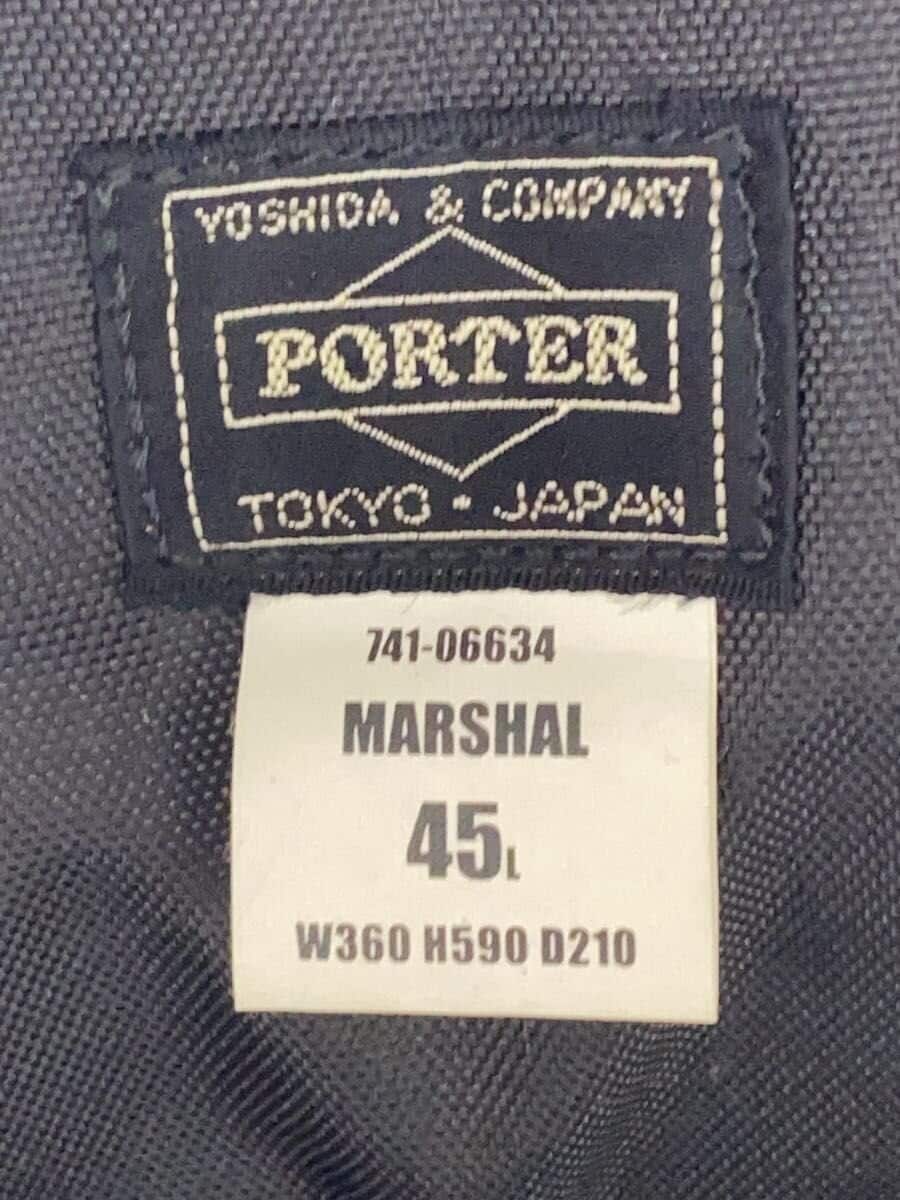 YOSHIDA & COMPANY
PORTER
TOKYO・JAPAN
741-06634
MARSHAL
45L
W360 H590 D210